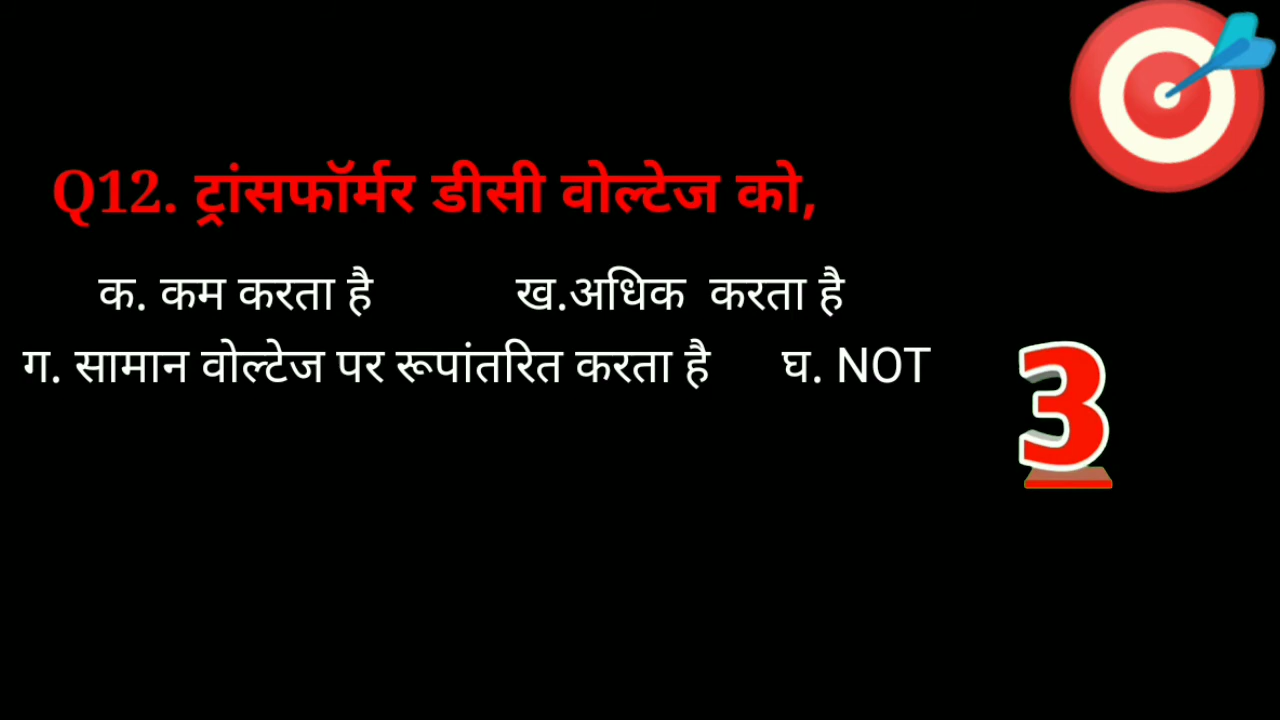 Q12. ट्रांसफॉर्मर डीसी वोल्टेज को,
क. कम करता है ख.अधिक करता है
ग. सामान वोल्टेज पर रूपांतरित करता है घ. NOT
3